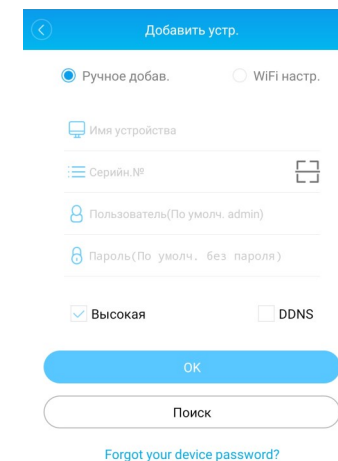 Добавить устр.
Ручное добав. WiFi настр.
Имя устройства
Серийн.№
Пользователь(По умолч. admin)
Пароль(По умолч. без пароля)
Высокая DDNS
OK
Поиск
Forgot your device password?